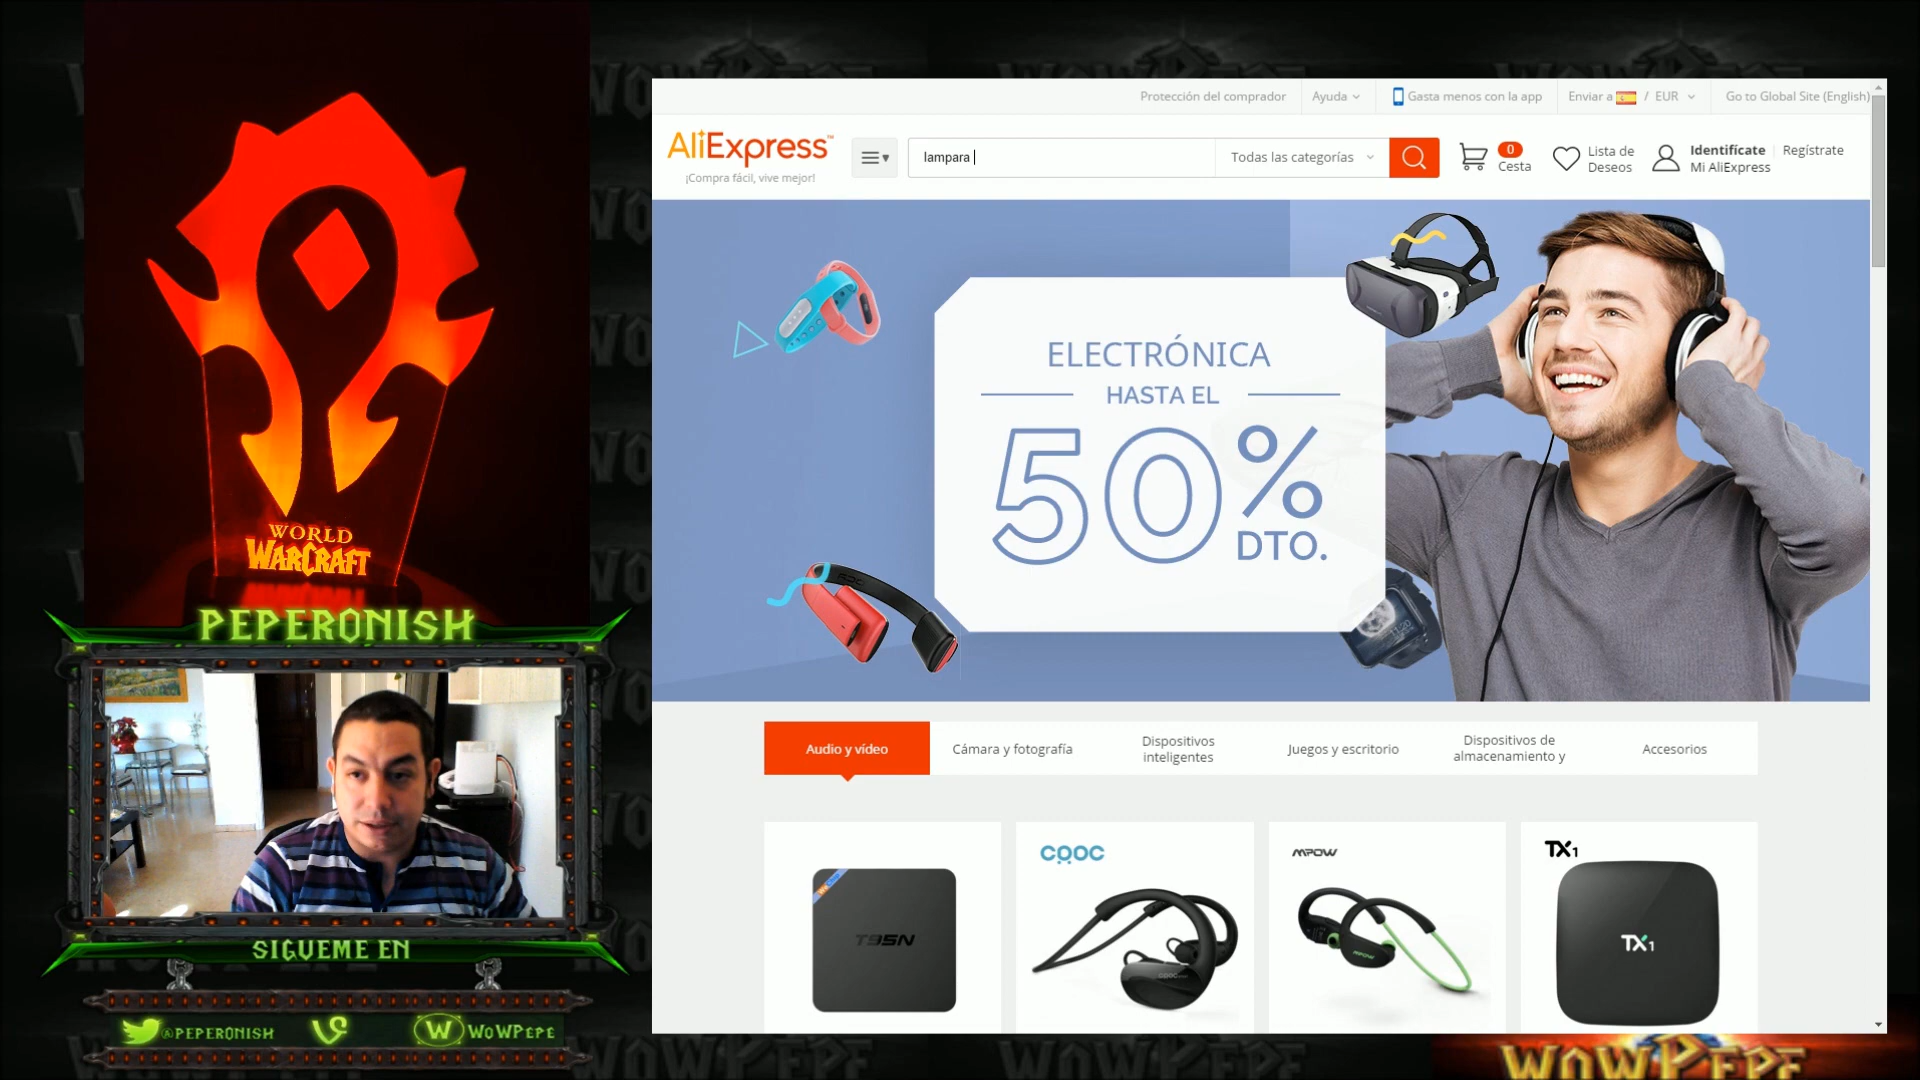 WORLD
WARCRAFT
PEPERONISH
SIGUEME EN
@PEPERONISH
W WOWPEPE
Protección del comprador
Ayuda
Gasta menos con la app
Enviar a / EUR
Go to Global Site (English)
AliExpress™
¡Compra fácil, vive mejor!
lampara
Todas las categorías
0
Cesta
Lista de
Deseos
Identifícate
Regístrate
Mi AliExpress
ELECTRÓNICA
HASTA EL
50%
DTO.
Audio y vídeo
Cámara y fotografía
Dispositivos
inteligentes
Juegos y escritorio
Dispositivos de
almacenamiento y
Accesorios
T95N
COOC
MPOW
MPOW
TX1
TX1
WOWPEPE